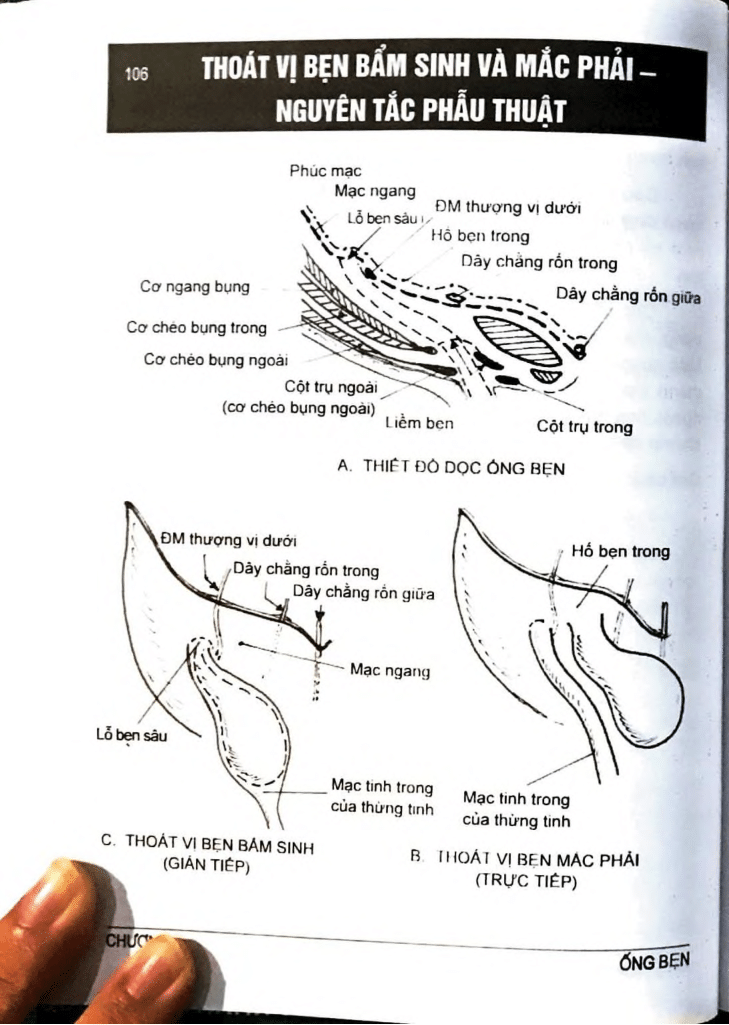 106
THOÁT VỊ BẸN BẨM SINH VÀ MẮC PHẢI –
NGUYÊN TẮC PHẪU THUẬT
Phúc mạc
Mạc ngang
Lỗ bẹn sâu
ĐM thượng vị dưới
Hố bẹn trong
Dây chằng rốn trong
Dây chằng rốn giữa
Cơ ngang bụng
Cơ chéo bụng trong
Cơ chéo bụng ngoài
Cột trụ ngoài
(cơ chéo bụng ngoài)
Liềm bẹn
Cột trụ trong
A. THIẾT ĐỒ DỌC ỐNG BẸN
ĐM thượng vị dưới
Dây chằng rốn trong
Dây chằng rốn giữa
Mạc ngang
Lỗ bẹn sâu
Mạc tinh trong
của thừng tinh
C. THOÁT VỊ BẸN BẨM SINH
(GIÁN TIẾP)
Hố bẹn trong
Mạc tinh trong
của thừng tinh
B. THOÁT VỊ BẸN MẮC PHẢI
(TRỰC TIẾP)
ỐNG BẸN